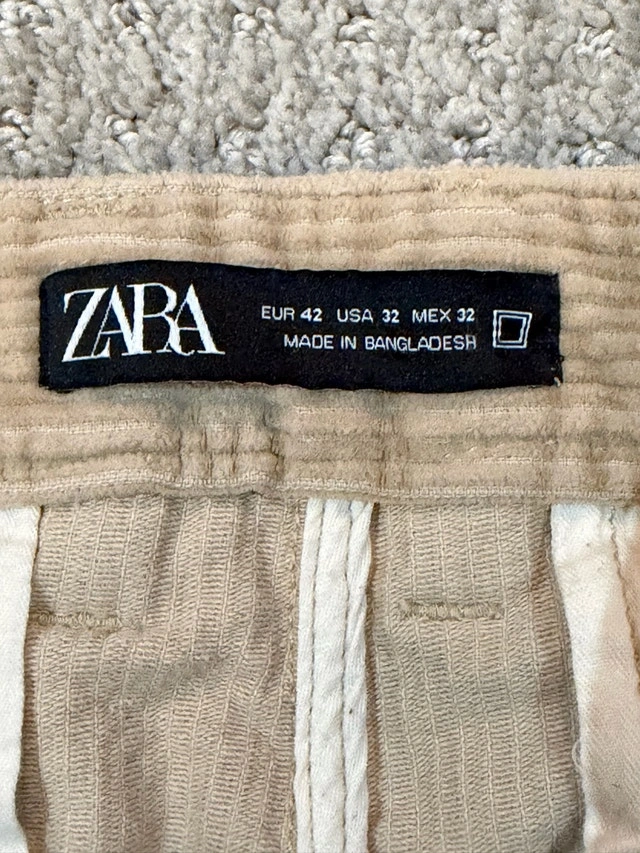 ZARA
EUR 42 USA 32 MEX 32
MADE IN BANGLADESH